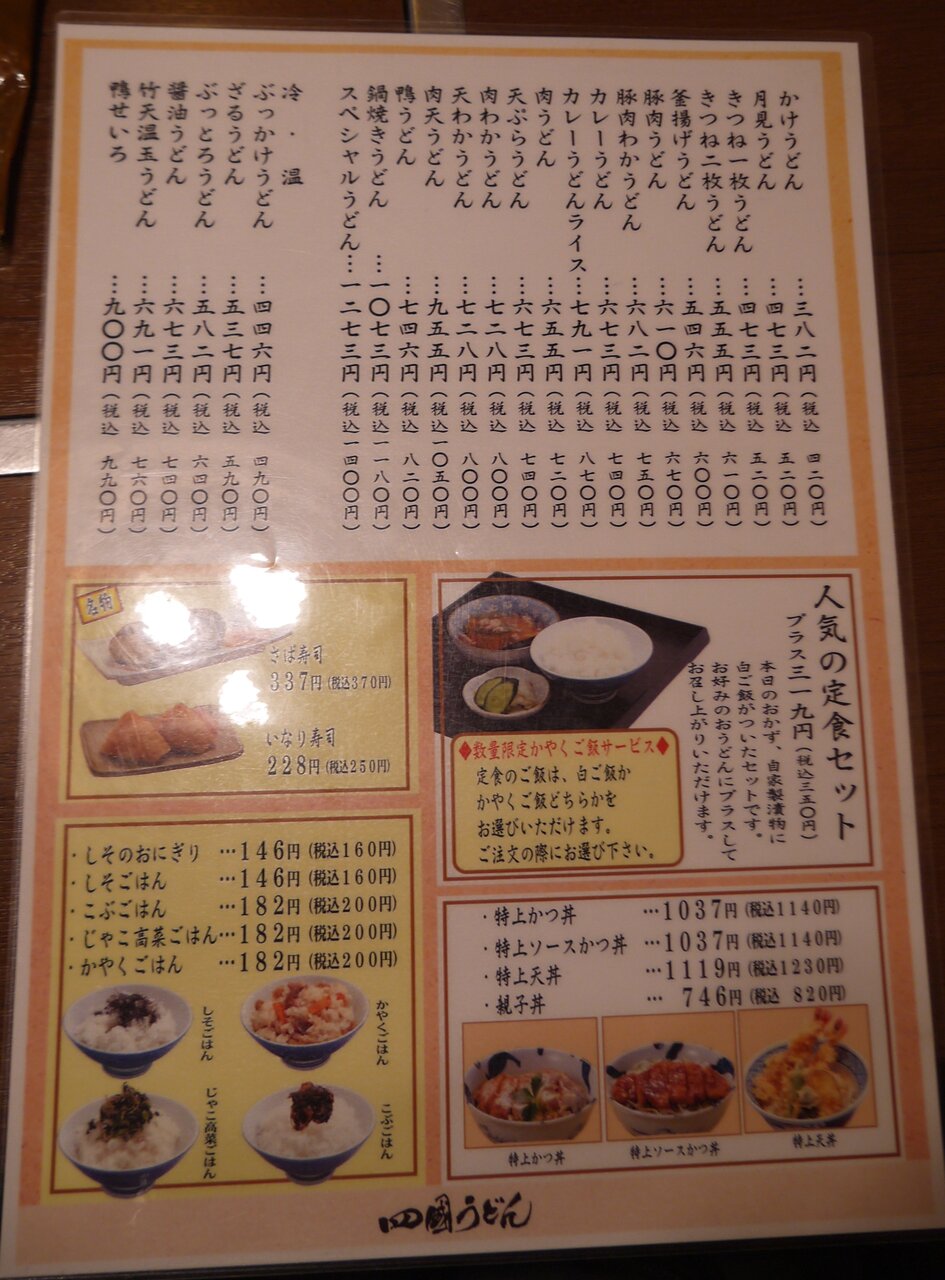 かけうどん …三八二円(税込 四二〇円)
月見うどん …四七三円(税込 五二〇円)
きつね一枚うどん …四七三円(税込 五二〇円)
きつね二枚うどん …五五五円(税込 六一〇円)
釜揚げうどん …五四六円(税込 六〇〇円)
豚肉うどん …六一〇円(税込 六七〇円)
豚肉わかうどん …六八二円(税込 七五〇円)
カレーうどん …六七三円(税込 七四〇円)
カレーうどんライス …七九一円(税込 八七〇円)
肉うどん …六五五円(税込 七二〇円)
天ぷらうどん …六七三円(税込 七四〇円)
肉わかうどん …七二八円(税込 八〇〇円)
天わかうどん …七二八円(税込 八〇〇円)
肉天うどん …九五五円(税込 一〇五〇円)
鴨うどん …七四六円(税込 八二〇円)
鍋焼きうどん …一〇七三円(税込 一一八〇円)
スペシャルうどん …一二七三円(税込 一四〇〇円)
冷・温
ぶっかけうどん …四四六円(税込 四九〇円)
ざるうどん …五三七円(税込 五九〇円)
ぶっとろうどん …五八二円(税込 六四〇円)
醤油うどん …六七三円(税込 七四〇円)
竹天温玉うどん …六九一円(税込 七六〇円)
鴨せいろ …九〇〇円(税込 九九〇円)
人気の定食セット
プラス三一九円(税込三五〇円)
本日のおかず、自家製漬物に
白ご飯がついたセットです。
お好みのおうどんにプラスして
お召し上がりいただけます。
◆数量限定かやくご飯サービス◆
定食のご飯は、白ご飯か
かやくご飯どちらかを
お選びいただけます。
ご注文の際にお選び下さい。
名物
さば寿司
337円(税込370円)
いなり寿司
228円(税込250円)
・しそのおにぎり …146円(税込160円)
・しそごはん …146円(税込160円)
・こぶごはん …182円(税込200円)
・じゃこ高菜ごはん…182円(税込200円)
・かやくごはん …182円(税込200円)
しそごはん
かやくごはん
じゃこ高菜ごはん
こぶごはん
・特上かつ丼 …1037円(税込1140円)
・特上ソースかつ丼 …1037円(税込1140円)
・特上天丼 …1119円(税込1230円)
・親子丼 … 746円(税込 820円)
特上かつ丼
特上ソースかつ丼
特上天丼
四國うどん